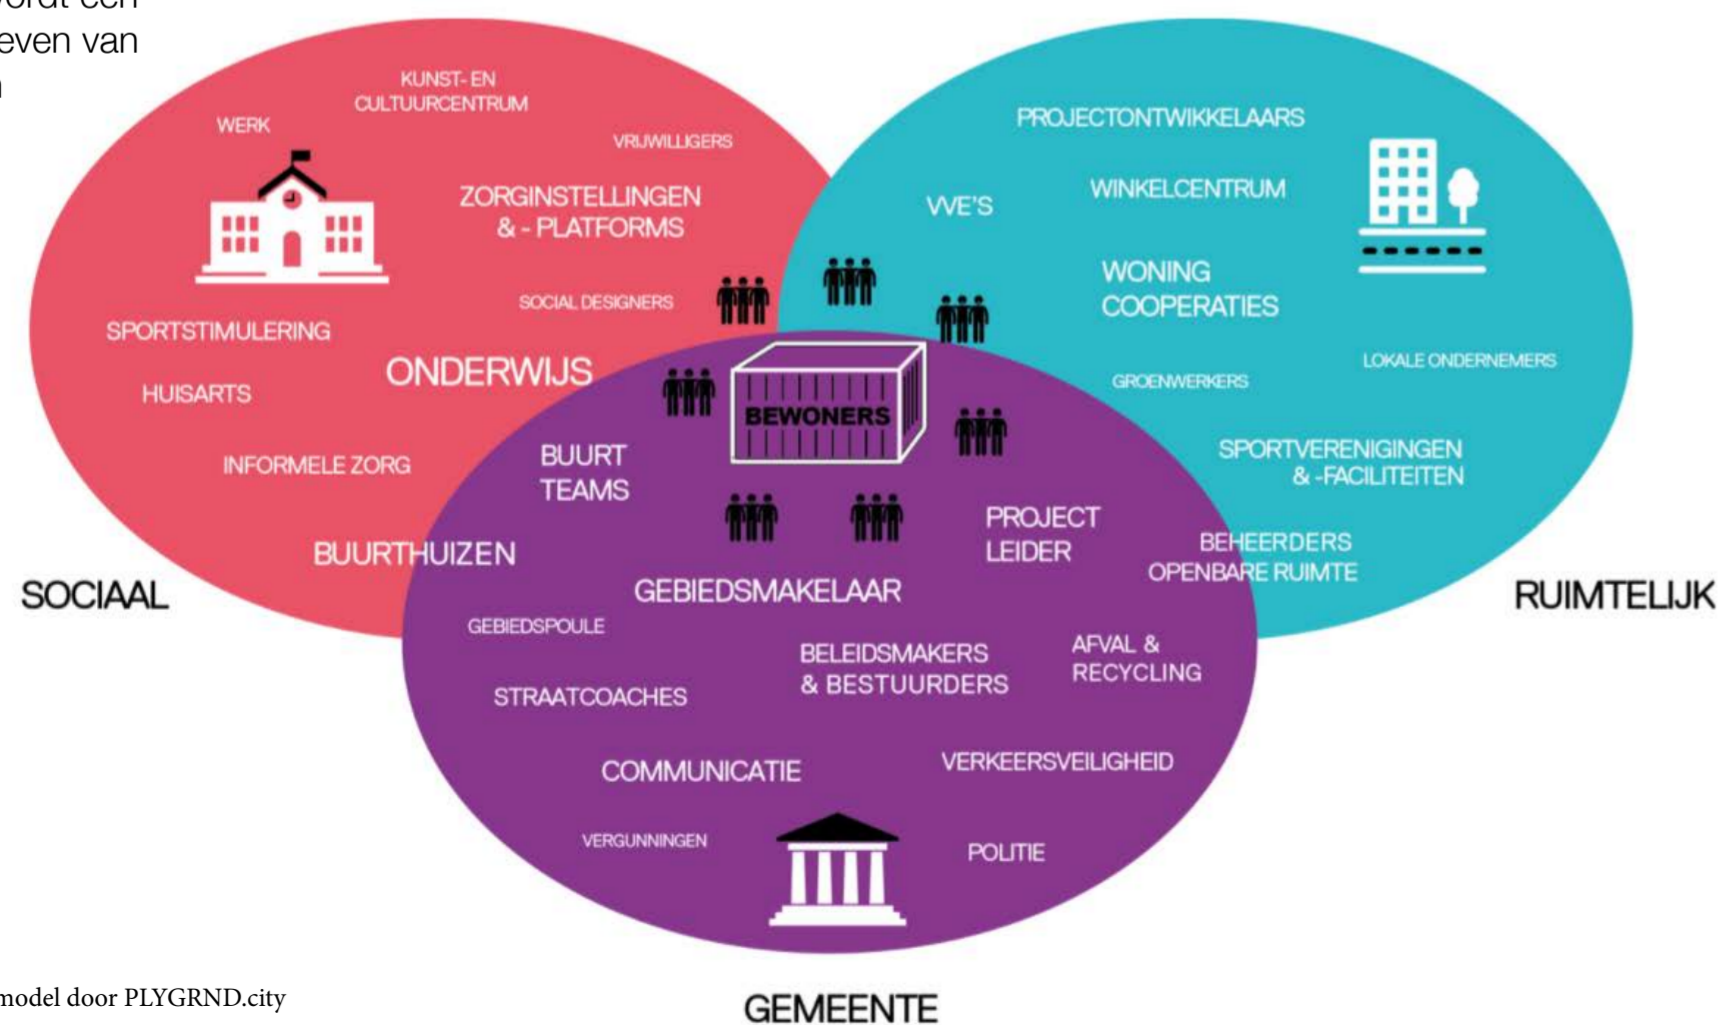 even van
KUNST- EN
CULTUURCENTRUM
WERK
VRIJWILLIGERS
ZORGINSTELLINGEN
& - PLATFORMS
SOCIAL DESIGNERS
SPORTSTIMULERING
ONDERWIJS
HUISARTS
INFORMELE ZORG
BUURTHUIZEN
SOCIAAL
PROJECTONTWIKKELAARS
WINKELCENTRUM
VVE'S
WONING
COOPERATIES
LOKALE ONDERNEMERS
GROENWERKERS
SPORTVERENIGINGEN
& -FACILITEITEN
BEHEERDERS
OPENBARE RUIMTE
RUIMTELIJK
BEWONERS
BUURT
TEAMS
PROJECT
LEIDER
GEBIEDSMAKELAAR
GEBIEDSPOULE
BELEIDSMAKERS
& BESTUURDERS
AFVAL &
RECYCLING
STRAATCOACHES
COMMUNICATIE
VERKEERSVEILIGHEID
VERGUNNINGEN
POLITIE
GEMEENTE
model door PLYGRND.city